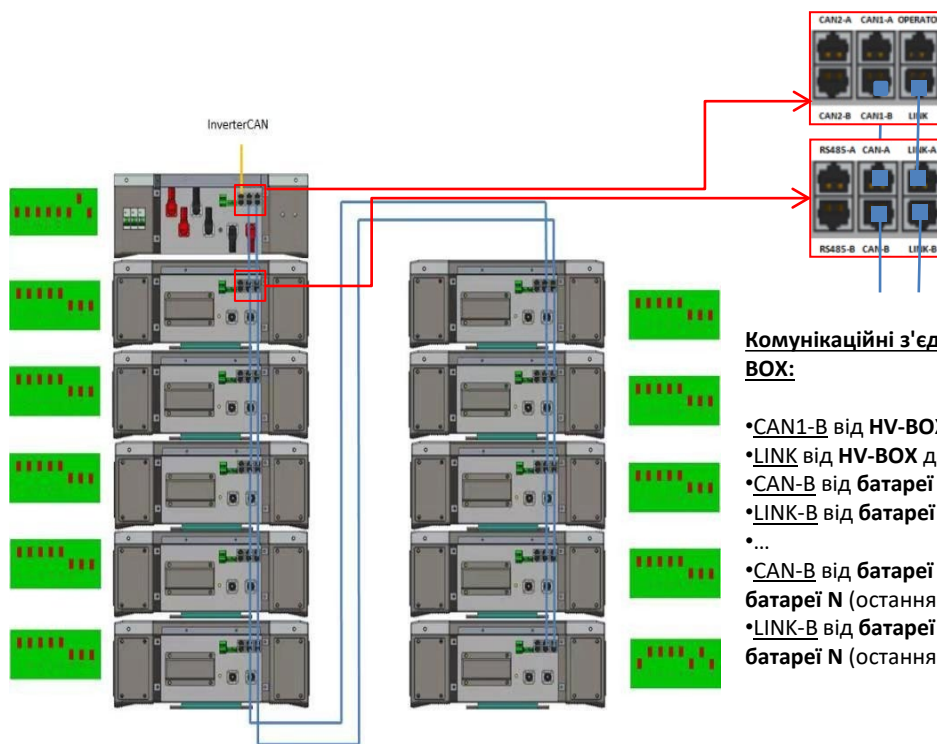 CAN2-A CAN1-A OPERATO
CAN2-B CAN1-B LINK
InverterCAN
RS485-A CAN-A LINK-A
RS485-B CAN-B LINK-B
Комунікаційні з'єд
BOX:
•CAN1-B від HV-BOX
•LINK від HV-BOX д
•CAN-B від батареї
•LINK-B від батареї
•...
•CAN-B від батареї
батареї N (остання
•LINK-B від батареї
батареї N (остання